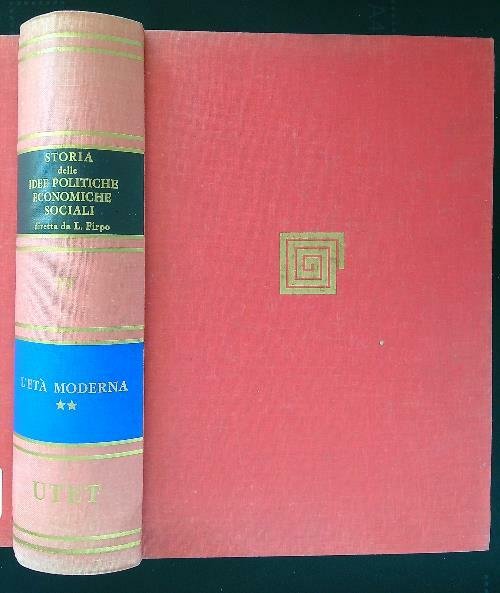 STORIA
delle
IDEE POLITICHE
ECONOMICHE
SOCIALI
diretta da L. Firpo
L'ETÀ MODERNA
★★
UTET